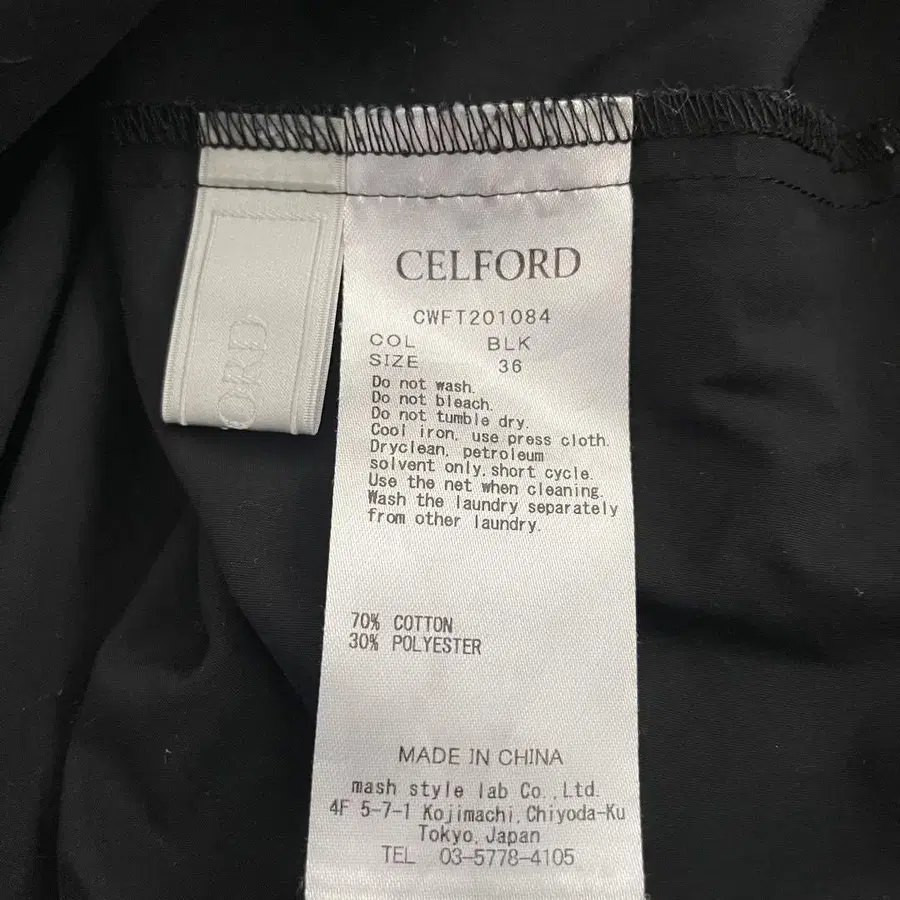 CELFORD
CWFT201084
COL BLK
SIZE 36
Do not wash.
Do not bleach.
Do not tumble dry.
Cool iron, use press cloth.
Dryclean, petroleum
solvent only, short cycle.
Use the net when cleaning.
Wash the laundry separately
from other laundry.
70% COTTON
30% POLYESTER
MADE IN CHINA
mash style lab Co.,Ltd.
4F 5-7-1 Kojimachi,Chiyoda-Ku
Tokyo,Japan
TEL 03-5778-4105
ORD